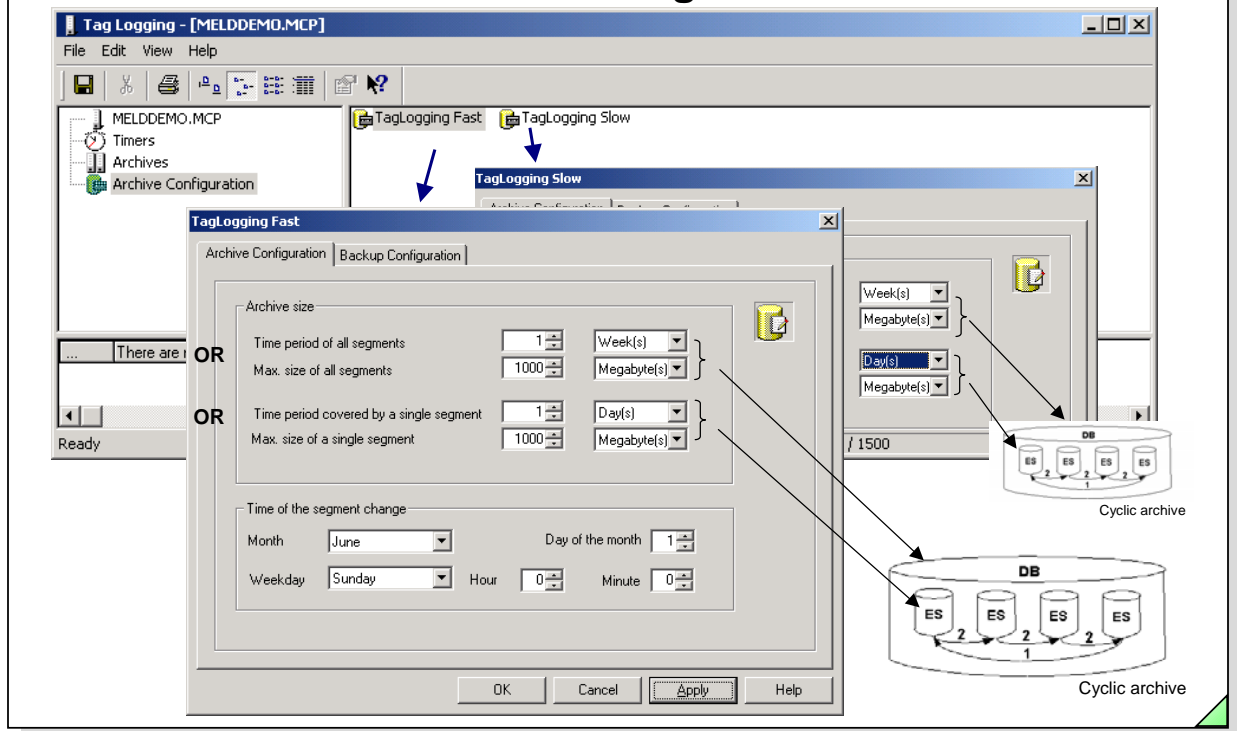 Tag Logging - [MELDDEMO.MCP]
File Edit View Help
MELDDEMO.MCP
Timers
Archives
Archive Configuration
TagLogging Fast TagLogging Slow
TagLogging Slow
Week(s)
Megabyte(s)
Day(s)
Megabyte(s)
... There are
Ready
/ 1500
TagLogging Fast
Archive Configuration Backup Configuration
Archive size
OR
Time period of all segments 1 Week(s)
Max. size of all segments 1000 Megabyte(s)
OR
Time period covered by a single segment 1 Day(s)
Max. size of a single segment 1000 Megabyte(s)
Time of the segment change
Month June Day of the month 1
Weekday Sunday Hour 0 Minute 0
OK Cancel Apply Help
DB
ES ES ES ES
2 2 2
1
Cyclic archive
DB
ES ES ES ES
2 2 2
1
Cyclic archive